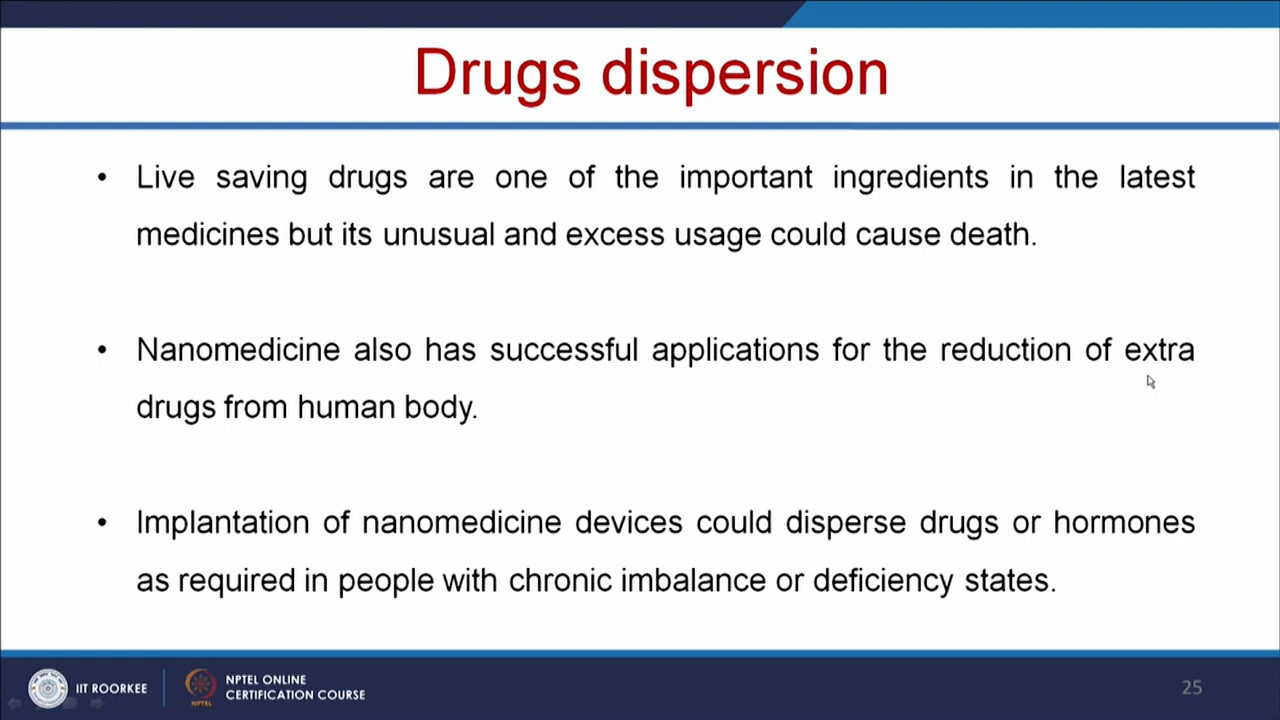 Drugs dispersion
• Live saving drugs are one of the important ingredients in the latest
medicines but its unusual and excess usage could cause death.
• Nanomedicine also has successful applications for the reduction of extra
drugs from human body.
• Implantation of nanomedicine devices could disperse drugs or hormones
as required in people with chronic imbalance or deficiency states.
IIT ROORKEE
NPTEL
NPTEL ONLINE
CERTIFICATION COURSE
25